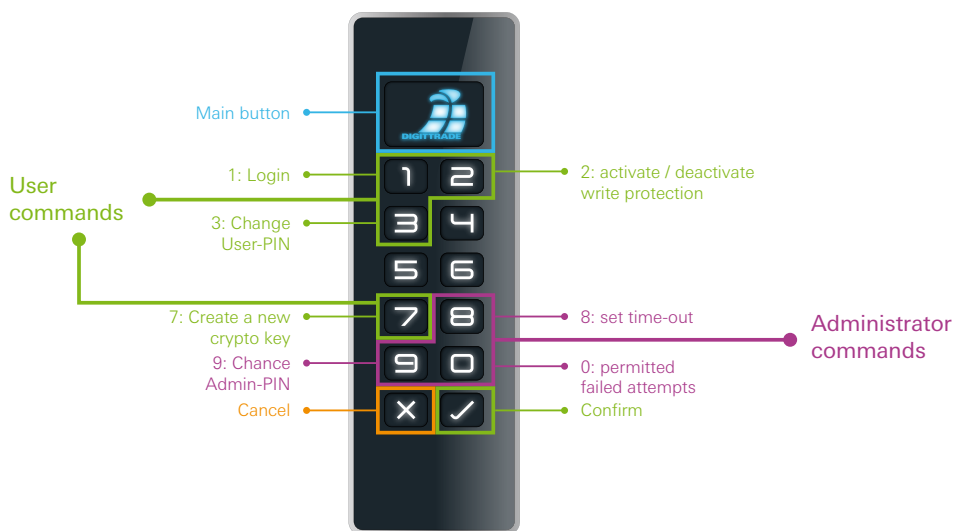 Main button
DIGITTRADE
1: Login
1 2
2: activate / deactivate
write protection
User
commands
3: Change
User-PIN
3 4
5 6
7: Create a new
crypto key
7 8
8: set time-out
Administrator
commands
9: Chance
Admin-PIN
9 0
0: permitted
failed attempts
Cancel
Confirm